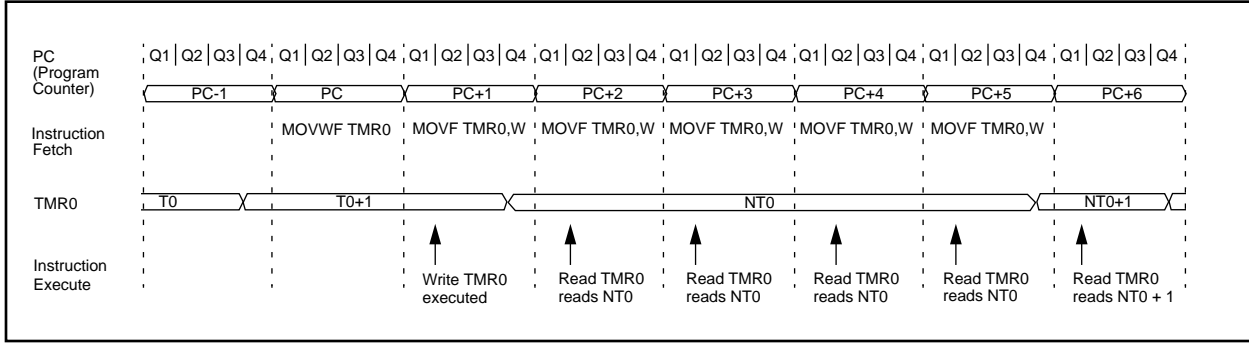 PC
(Program
Counter)
Q1 Q2 Q3 Q4 Q1 Q2 Q3 Q4 Q1 Q2 Q3 Q4 Q1 Q2 Q3 Q4 Q1 Q2 Q3 Q4 Q1 Q2 Q3 Q4 Q1 Q2 Q3 Q4 Q1 Q2 Q3 Q4
PC-1 PC PC+1 PC+2 PC+3 PC+4 PC+5 PC+6
Instruction
Fetch
MOVWF TMR0 MOVF TMR0,W MOVF TMR0,W MOVF TMR0,W MOVF TMR0,W MOVF TMR0,W
TMR0
T0 T0+1 NT0 NT0+1
Instruction
Execute
Write TMR0
executed
Read TMR0
reads NT0
Read TMR0
reads NT0
Read TMR0
reads NT0
Read TMR0
reads NT0
Read TMR0
reads NT0 + 1